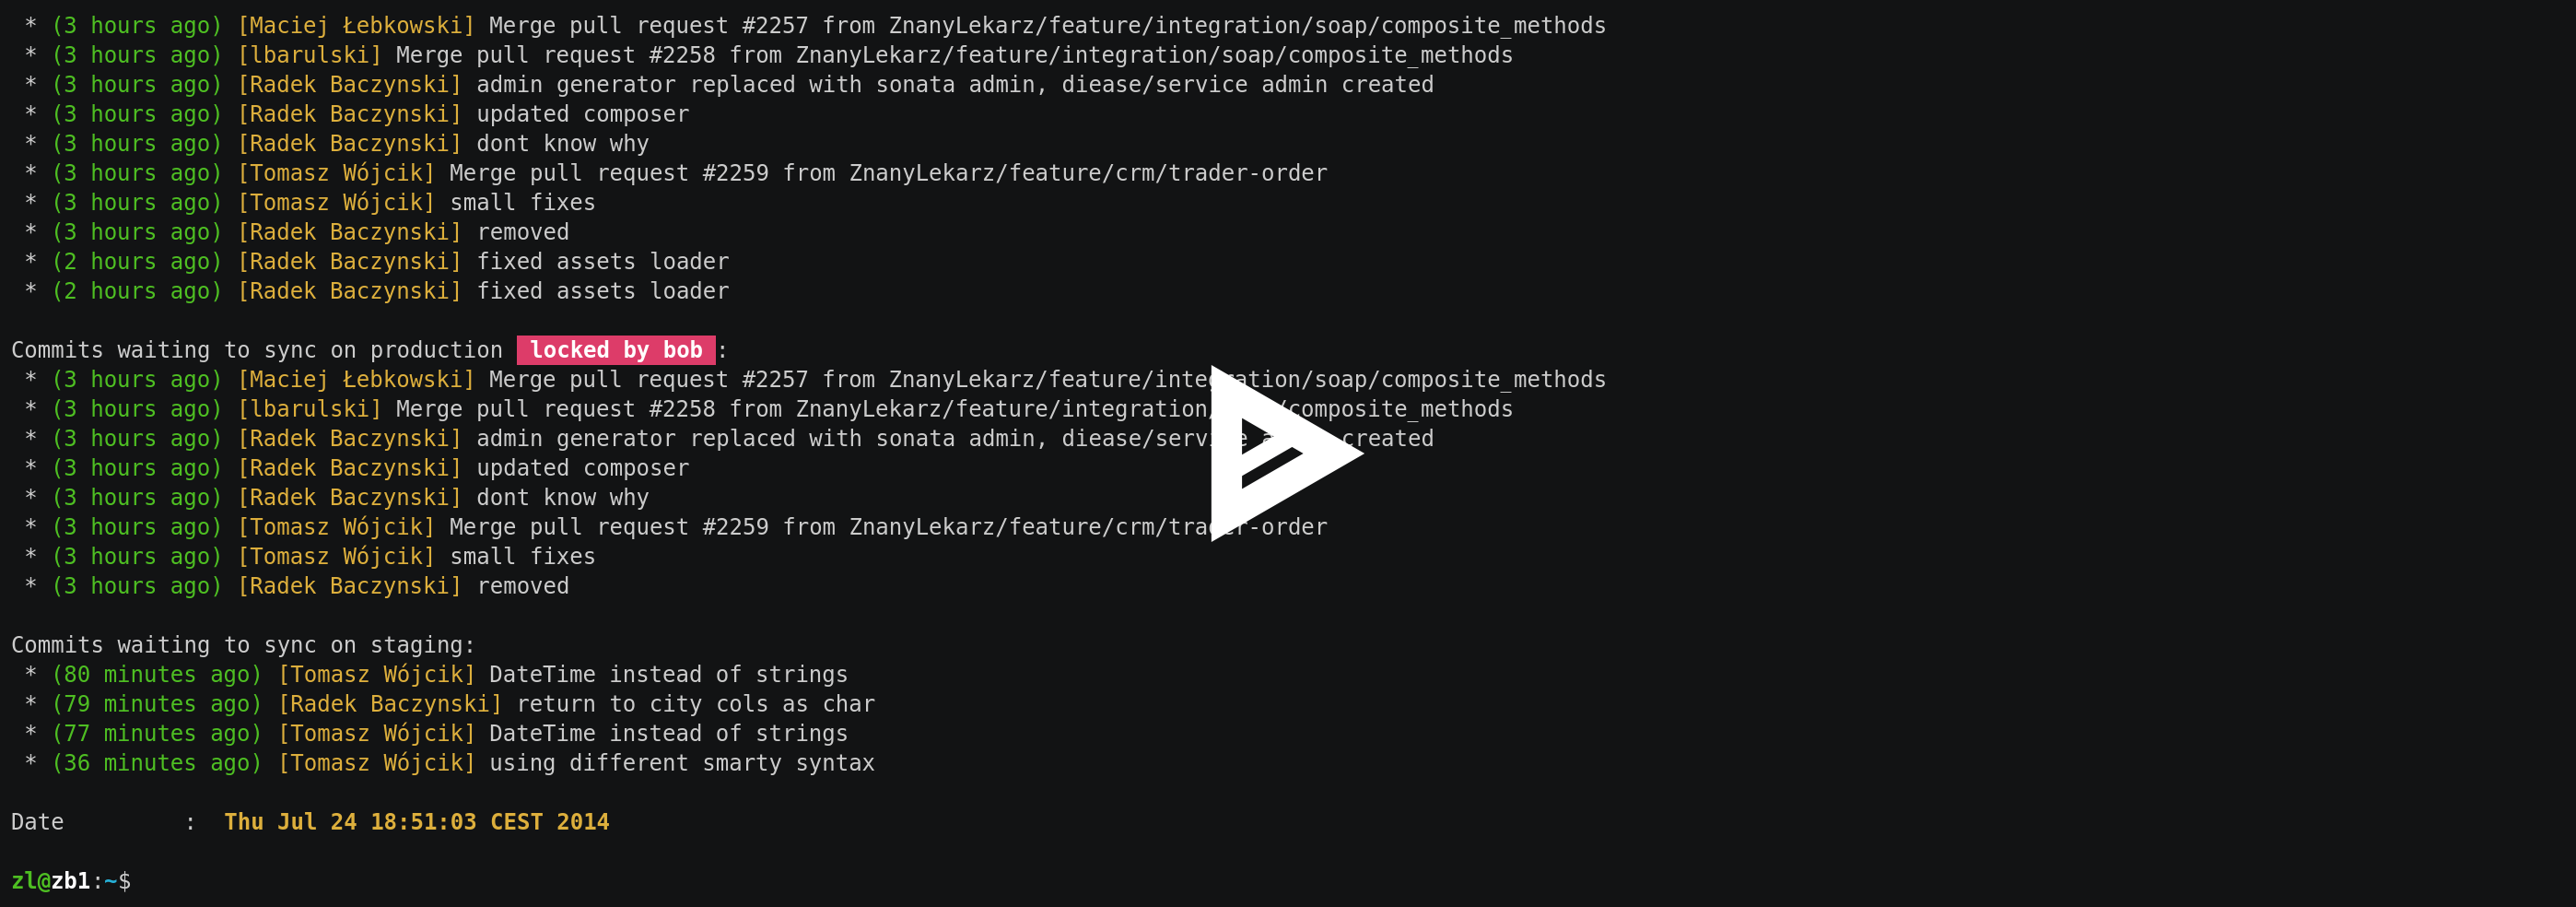 * (3 hours ago) [Maciej Łebkowski] Merge pull request #2257 from ZnanyLekarz/feature/integration/soap/composite_methods
* (3 hours ago) [lbarulski] Merge pull request #2258 from ZnanyLekarz/feature/integration/soap/composite_methods
* (3 hours ago) [Radek Baczynski] admin generator replaced with sonata admin, diease/service admin created
* (3 hours ago) [Radek Baczynski] updated composer
* (3 hours ago) [Radek Baczynski] dont know why
* (3 hours ago) [Tomasz Wójcik] Merge pull request #2259 from ZnanyLekarz/feature/crm/trader-order
* (3 hours ago) [Tomasz Wójcik] small fixes
* (3 hours ago) [Radek Baczynski] removed
* (2 hours ago) [Radek Baczynski] fixed assets loader
* (2 hours ago) [Radek Baczynski] fixed assets loader
Commits waiting to sync on production locked by bob :
* (3 hours ago) [Maciej Łebkowski] Merge pull request #2257 from ZnanyLekarz/feature/integration/soap/composite_methods
* (3 hours ago) [lbarulski] Merge pull request #2258 from ZnanyLekarz/feature/integration/ /composite_methods
* (3 hours ago) [Radek Baczynski] admin generator replaced with sonata admin, diease/service created
* (3 hours ago) [Radek Baczynski] updated composer
* (3 hours ago) [Radek Baczynski] dont know why
* (3 hours ago) [Tomasz Wójcik] Merge pull request #2259 from ZnanyLekarz/feature/crm/trader-order
* (3 hours ago) [Tomasz Wójcik] small fixes
* (3 hours ago) [Radek Baczynski] removed
Commits waiting to sync on staging:
* (80 minutes ago) [Tomasz Wójcik] DateTime instead of strings
* (79 minutes ago) [Radek Baczynski] return to city cols as char
* (77 minutes ago) [Tomasz Wójcik] DateTime instead of strings
* (36 minutes ago) [Tomasz Wójcik] using different smarty syntax
Date : Thu Jul 24 18:51:03 CEST 2014
zl@zb1:~$